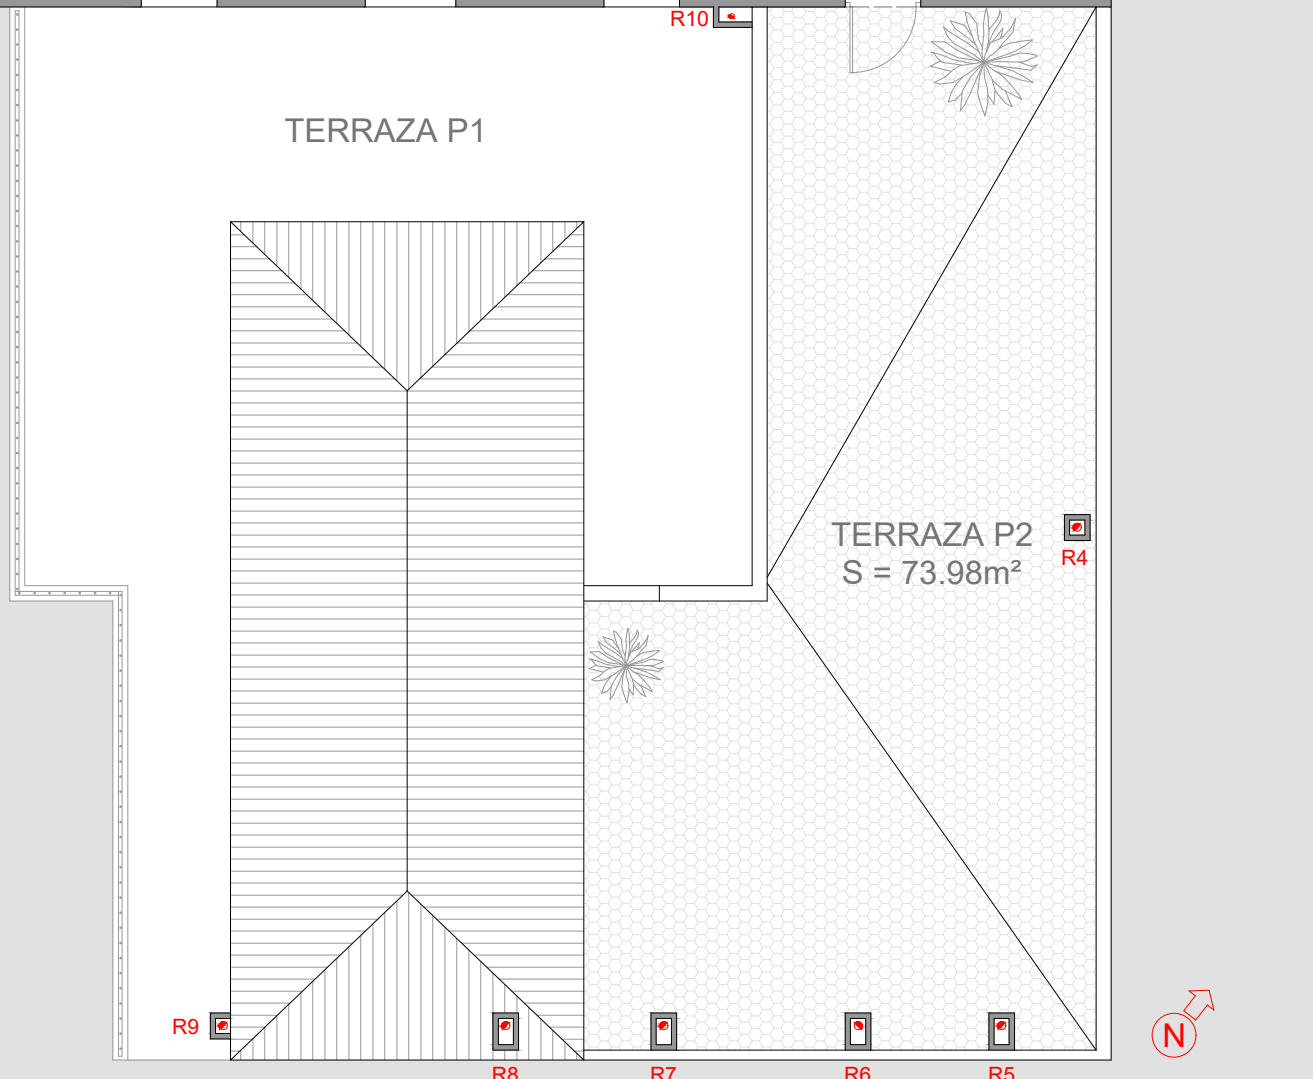 R10
TERRAZA P1
TERRAZA P2
S = 73.98m²
R4
R9
N
R8
R7
R6
R5